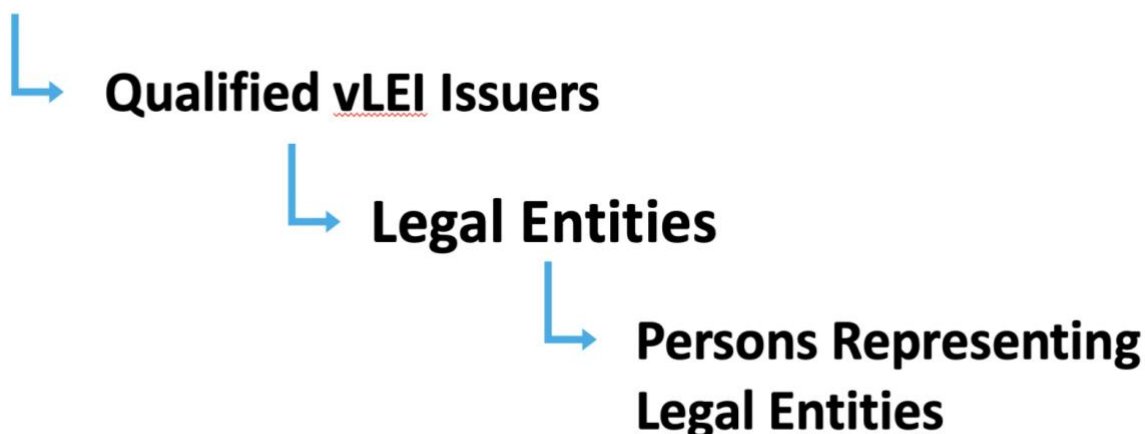 Qualified vLEI Issuers
Legal Entities
Persons Representing
Legal Entities